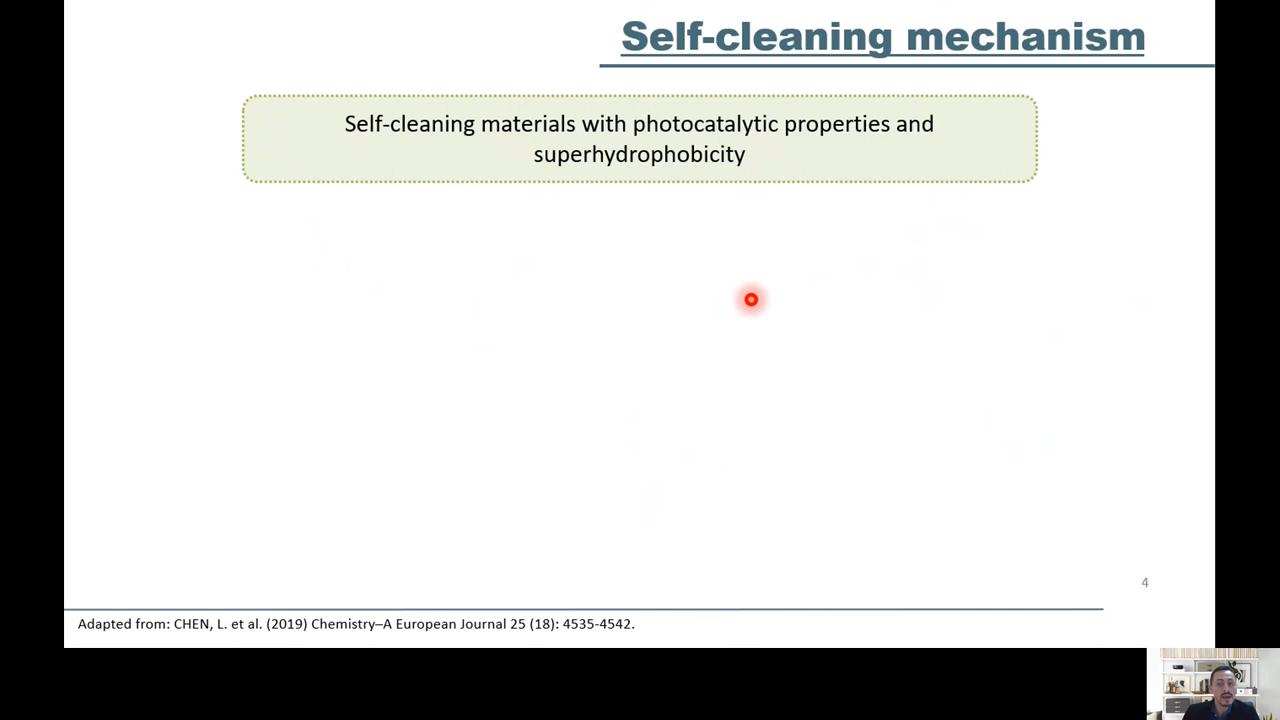 Self-cleaning mechanism
Self-cleaning materials with photocatalytic properties and
superhydrophobicity
4
Adapted from: CHEN, L. et al. (2019) Chemistry–A European Journal 25 (18): 4535-4542.